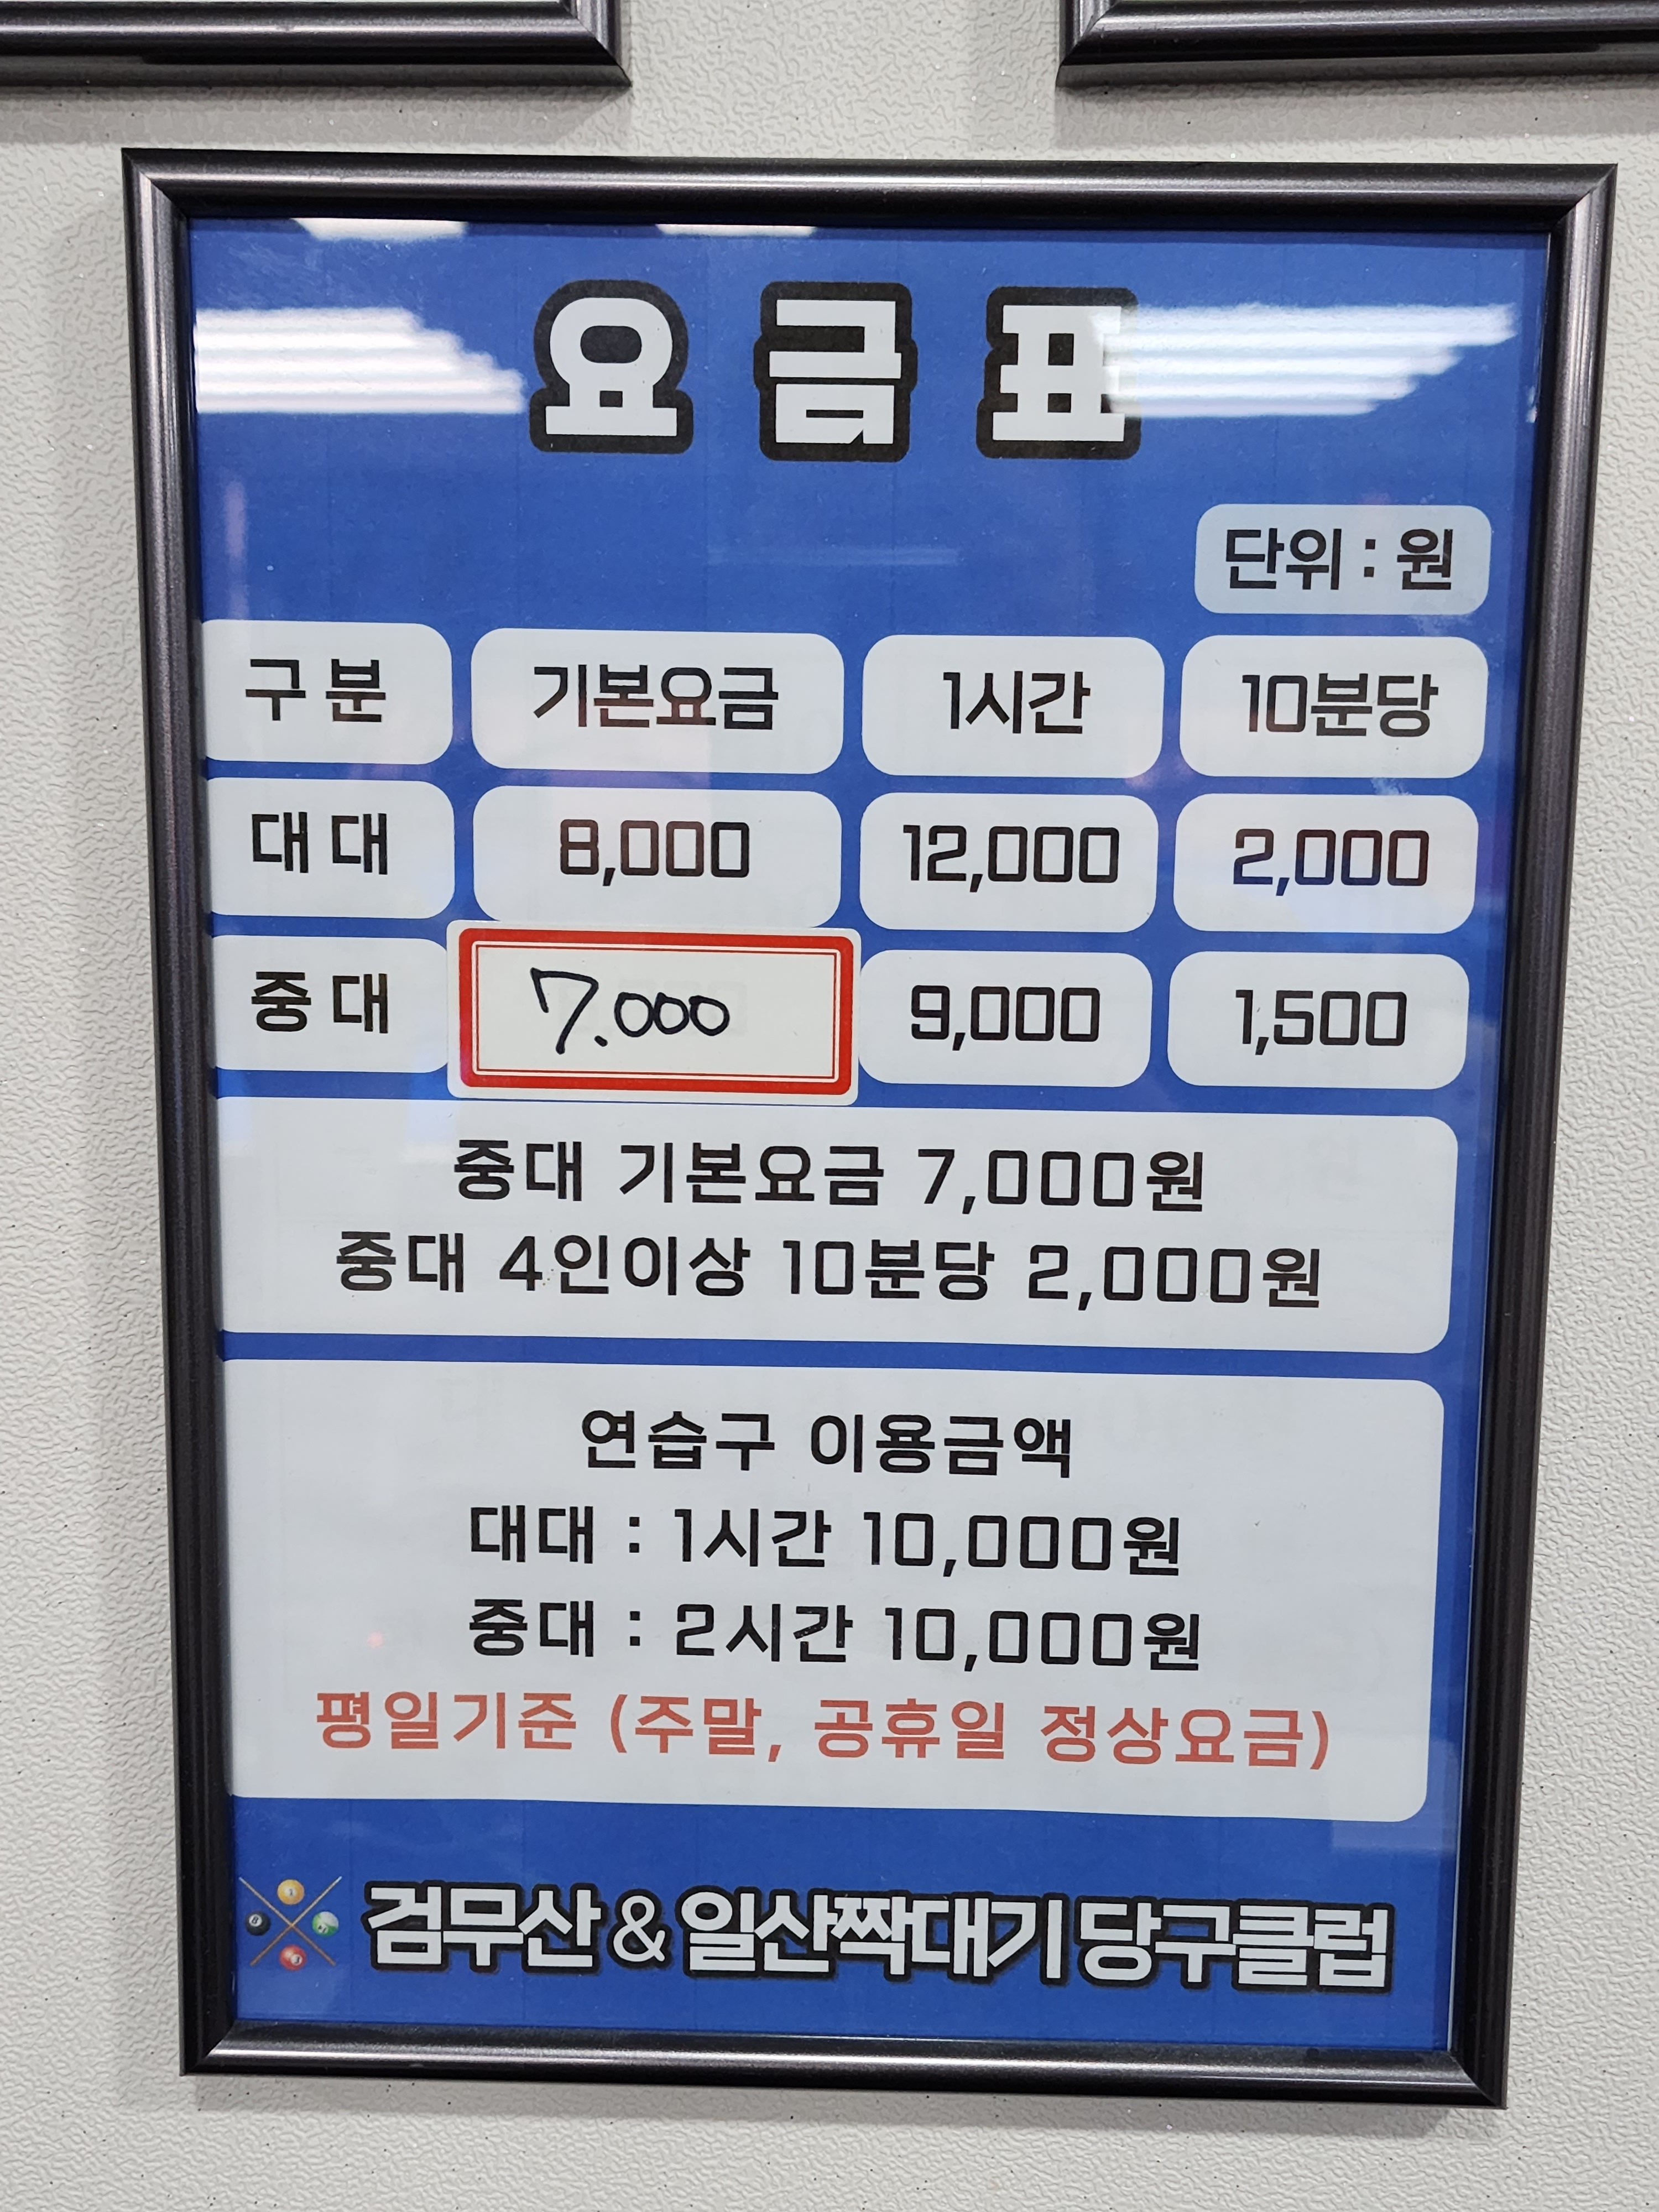 요금표
단위 : 원
구분 기본요금 1시간 10분당
대대 8,000 12,000 2,000
중대 7.000 9,000 1,500
중대 기본요금 7,000원
중대 4인이상 10분당 2,000원
연습구 이용금액
대대 : 1시간 10,000원
중대 : 2시간 10,000원
평일기준 (주말, 공휴일 정상요금)
검무산 & 일산짝대기 당구클럽